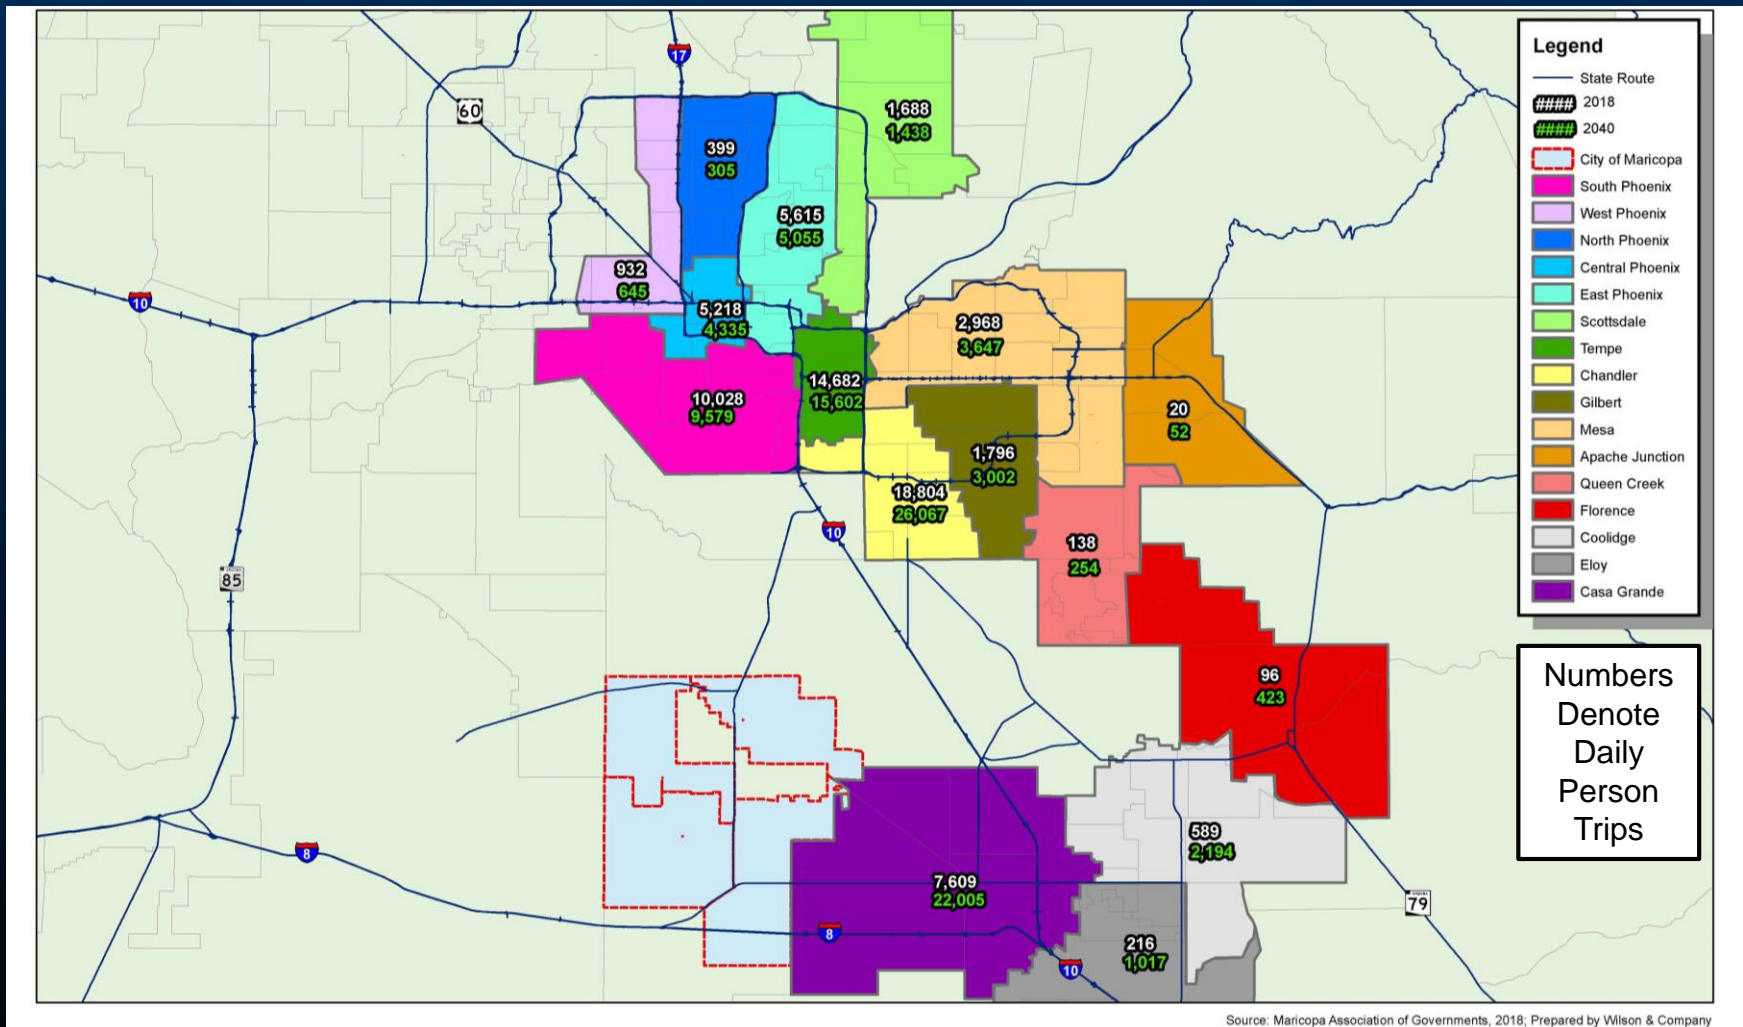 17
60
1,688
1,438
399
305
5,615
5,055
932
645
10
5,218
4,335
2,968
3,647
14,682
15,602
10,028
9,579
20
52
1,796
3,002
18,804
26,067
10
138
254
85
96
423
589
2,194
8
7,609
22,005
79
8
216
1,017
10
Legend
State Route
#### 2018
#### 2040
City of Maricopa
South Phoenix
West Phoenix
North Phoenix
Central Phoenix
East Phoenix
Scottsdale
Tempe
Chandler
Gilbert
Mesa
Apache Junction
Queen Creek
Florence
Coolidge
Eloy
Casa Grande
Numbers
Denote
Daily
Person
Trips
Source: Maricopa Association of Governments, 2018; Prepared by Wilson & Company